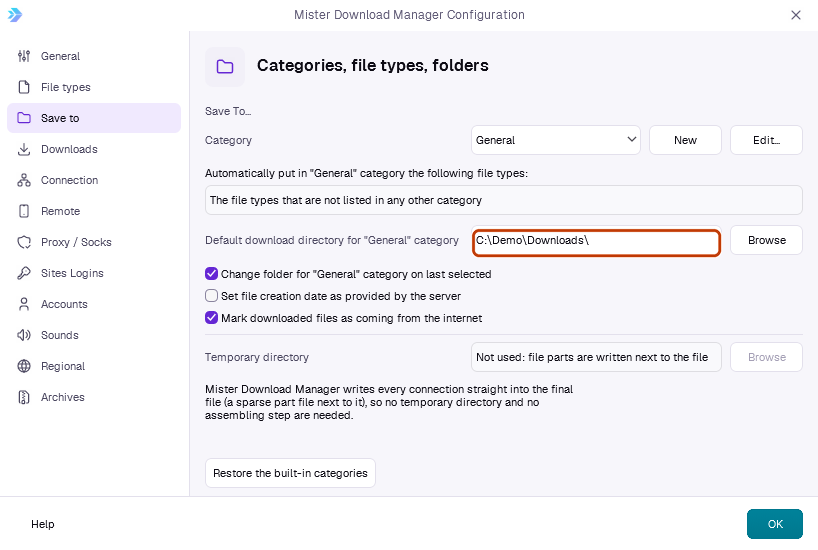 Mister Download Manager Configuration
General
File types
Save to
Downloads
Connection
Remote
Proxy / Socks
Sites Logins
Accounts
Sounds
Regional
Archives
Categories, file types, folders
Save To...
Category
General
New
Edit...
Automatically put in "General" category the following file types:
The file types that are not listed in any other category
Default download directory for "General" category
C:\Demo\Downloads\
Browse
Change folder for "General" category on last selected
Set file creation date as provided by the server
Mark downloaded files as coming from the internet
Temporary directory
Not used: file parts are written next to the file
Browse
Mister Download Manager writes every connection straight into the final
file (a sparse part file next to it), so no temporary directory and no
assembling step are needed.
Restore the built-in categories
Help
OK